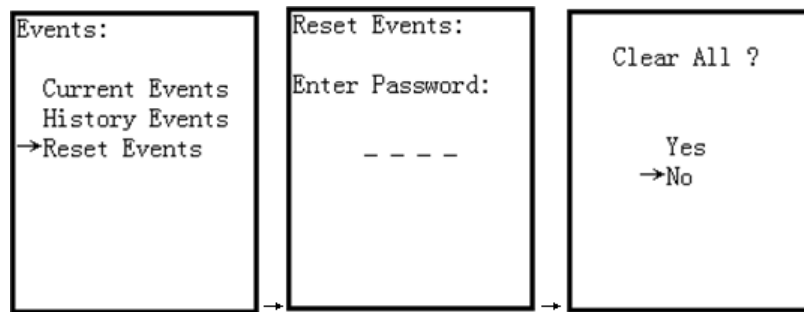 Events:
Current Events
History Events
→Reset Events
Reset Events:
Enter Password:
_ _ _ _
Clear All ?
Yes
→No